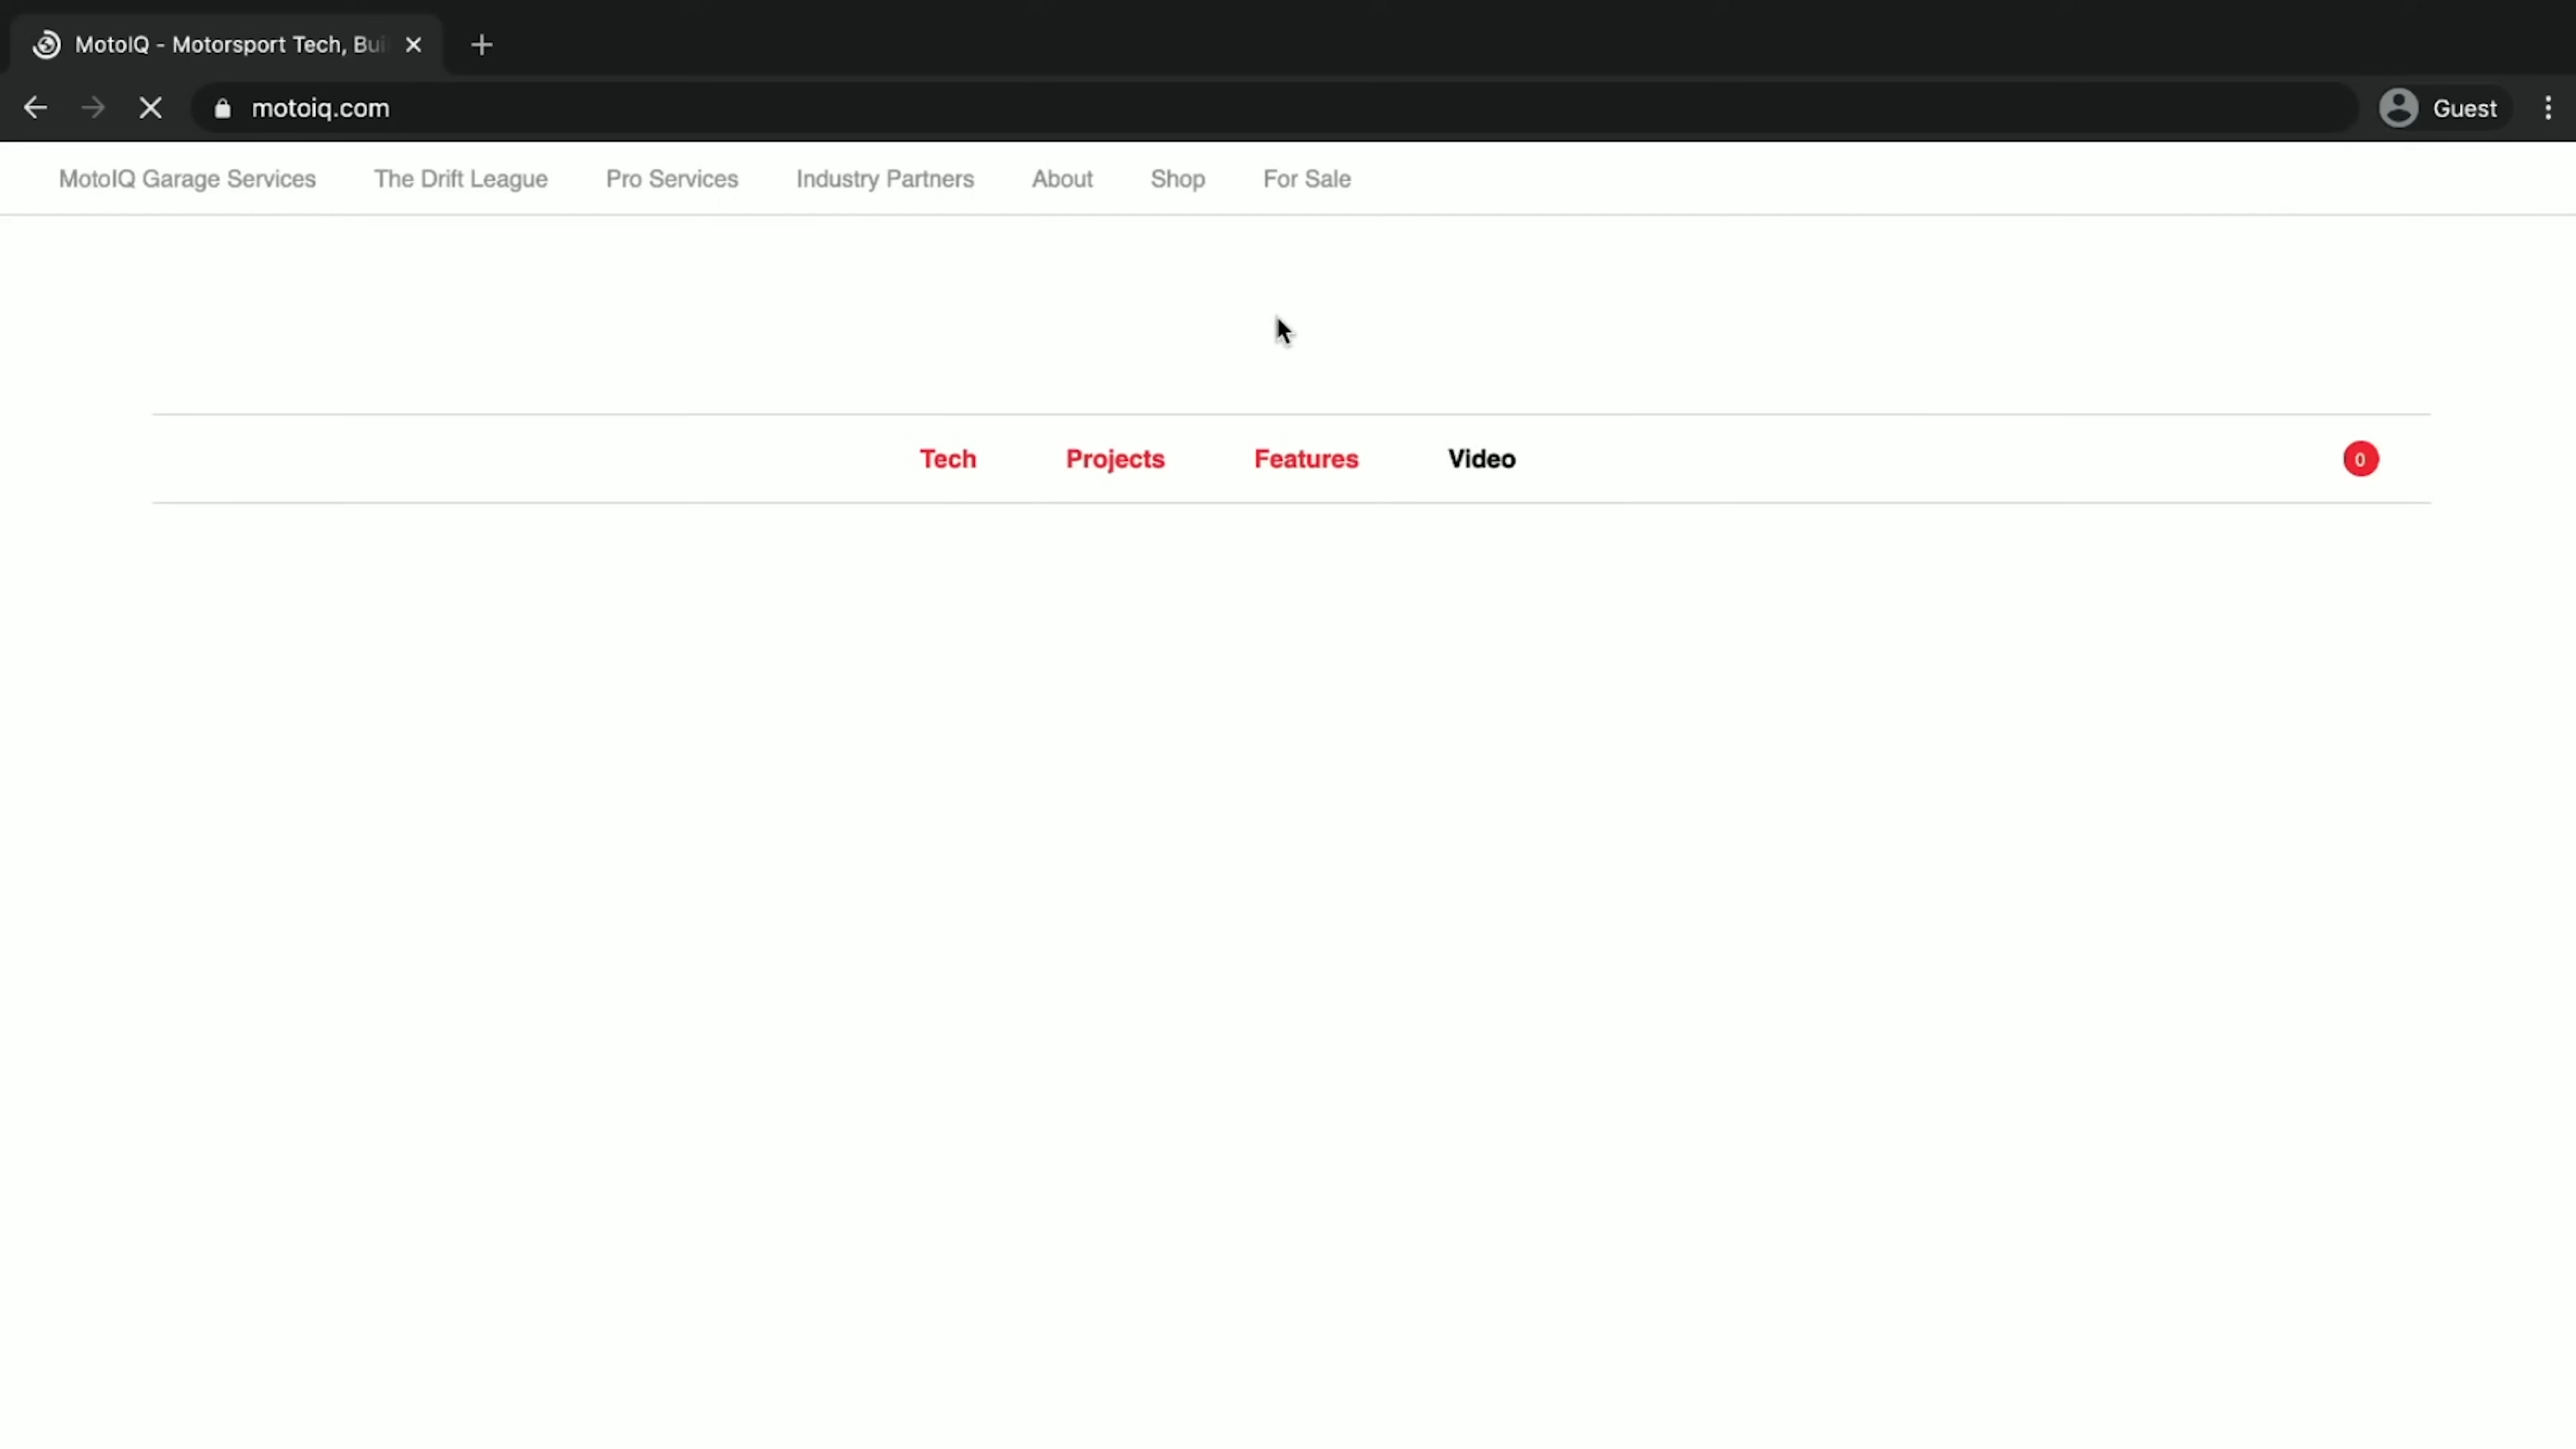 MotoIQ - Motorsport Tech, Bui
motoiq.com
Guest
MotoIQ Garage Services The Drift League Pro Services Industry Partners About Shop For Sale
Tech Projects Features Video 0